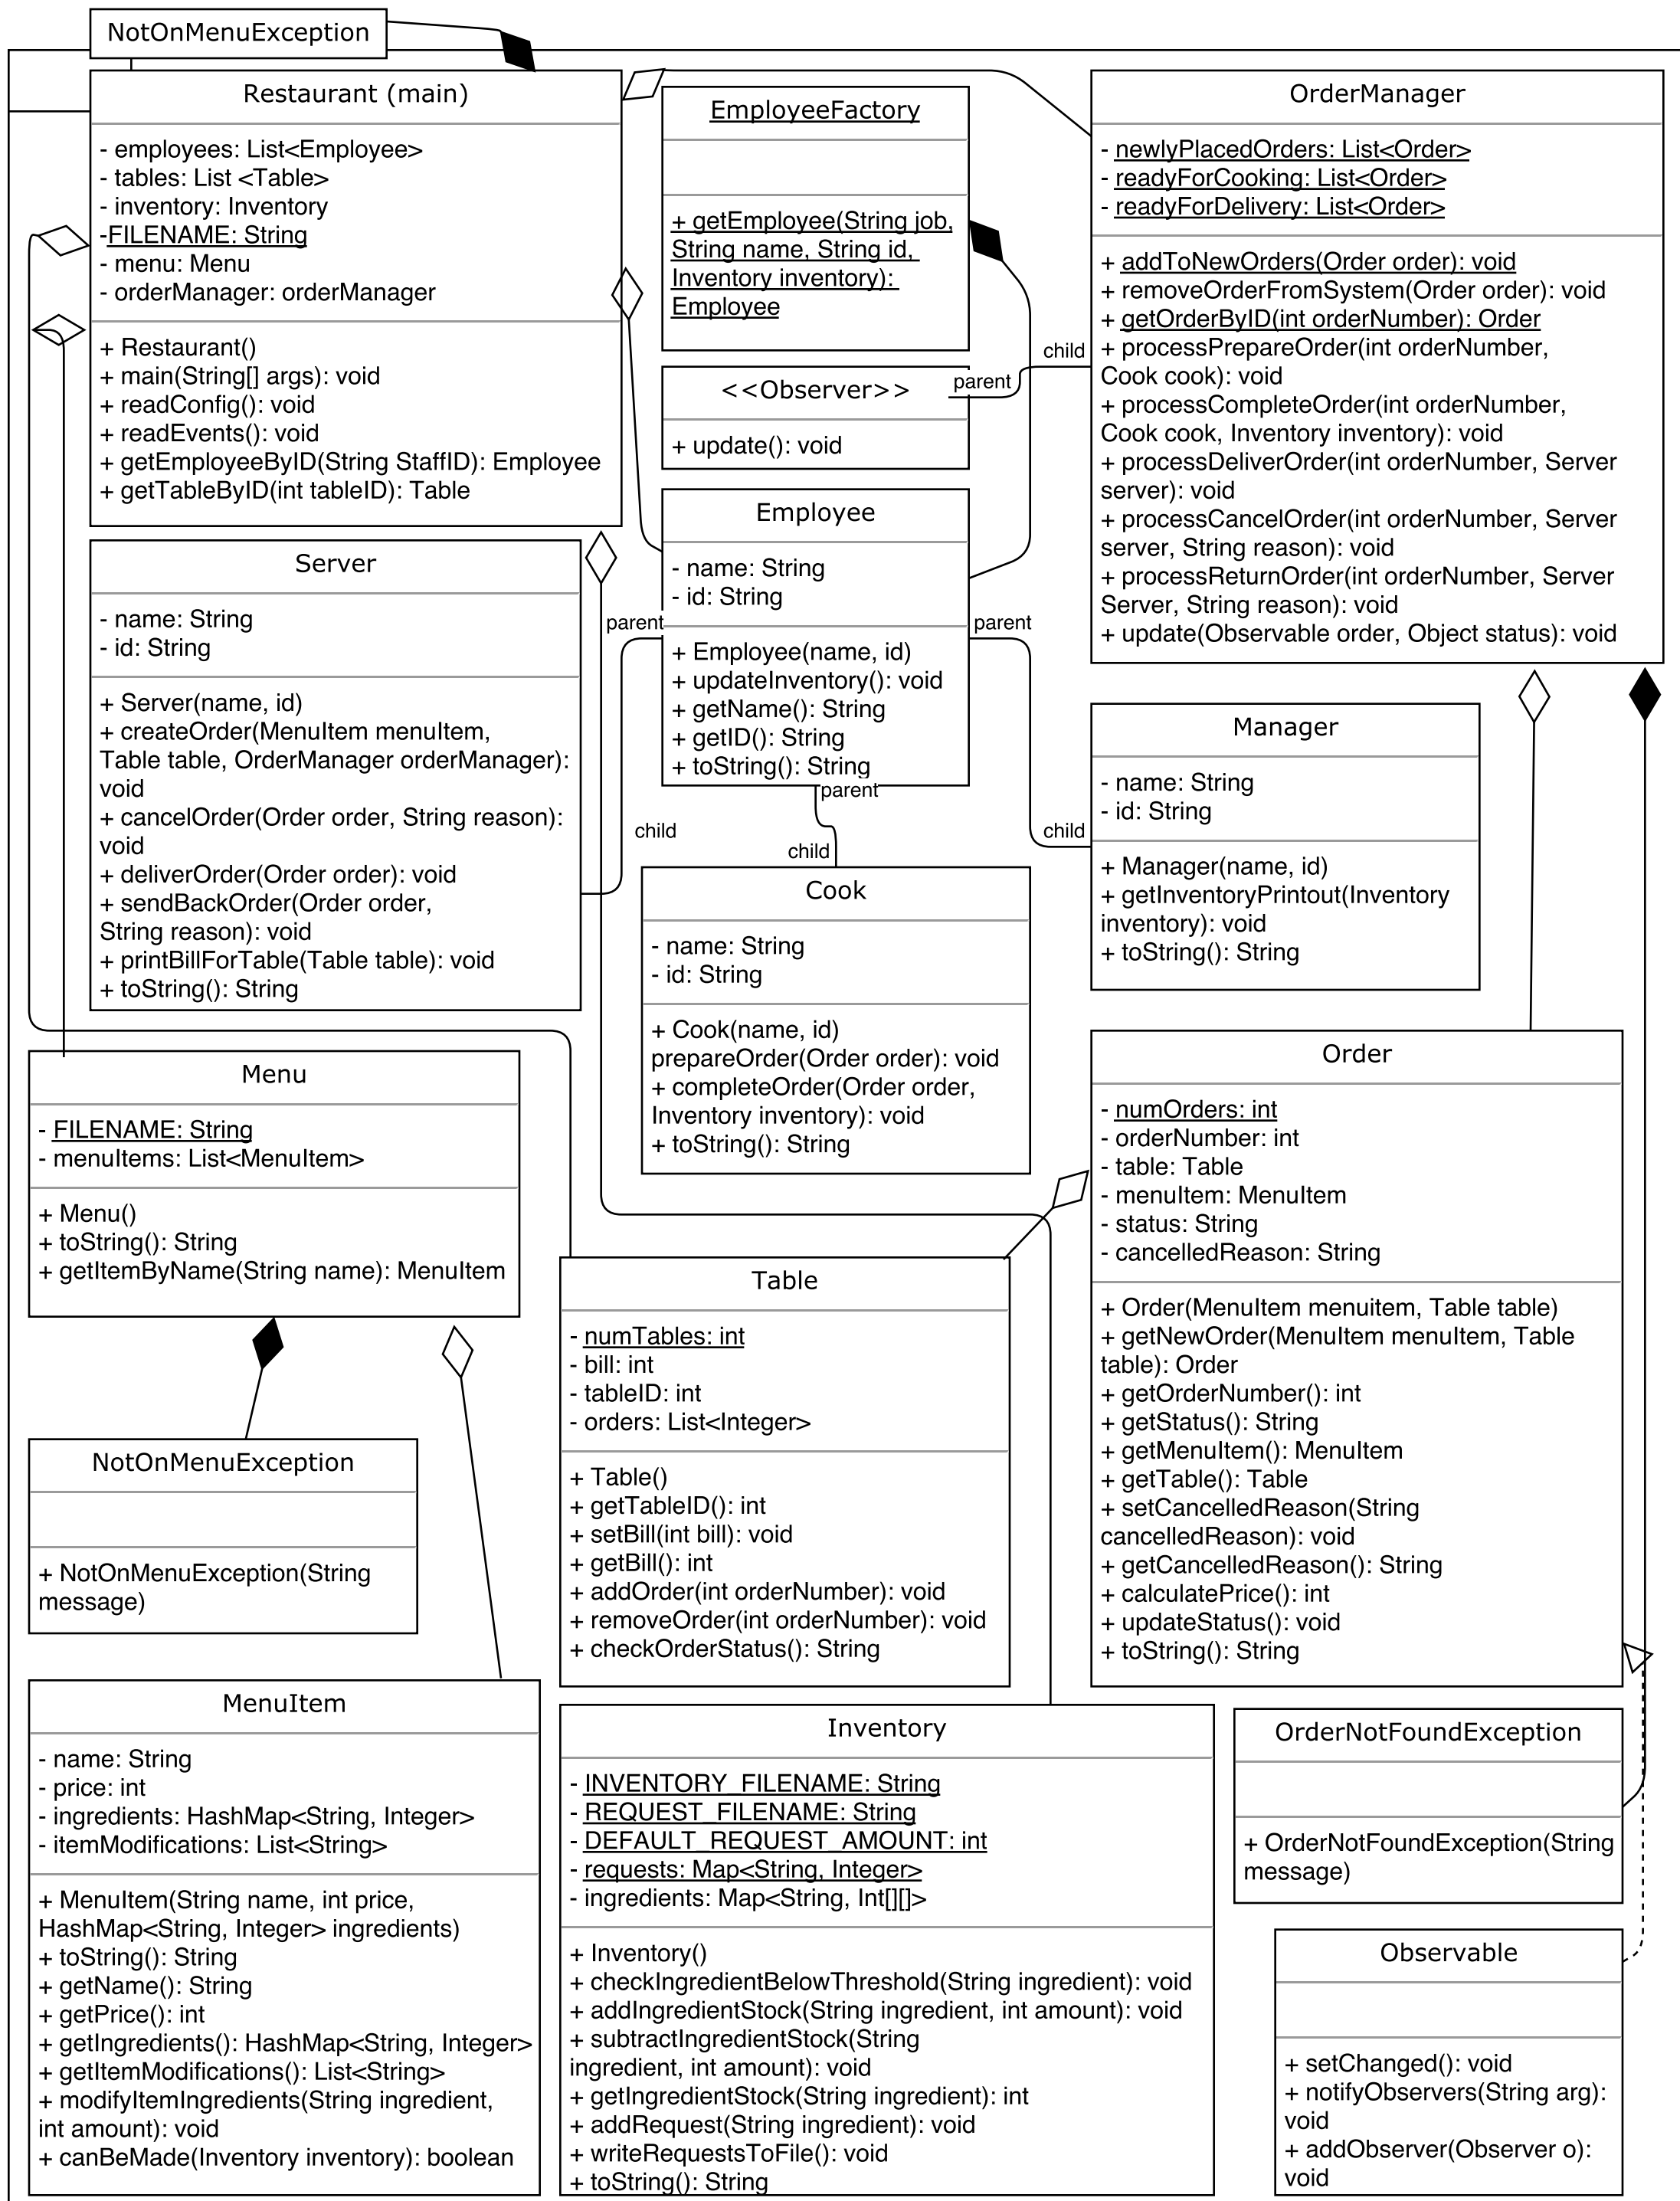 NotOnMenuException
Restaurant (main)
- employees: List<Employee>
- tables: List <Table>
- inventory: Inventory
-FILENAME: String
- menu: Menu
- orderManager: orderManager
+ Restaurant()
+ main(String[] args): void
+ readConfig(): void
+ readEvents(): void
+ getEmployeeByID(String StaffID): Employee
+ getTableByID(int tableID): Table
EmployeeFactory
+ getEmployee(String job,
String name, String id,
Inventory inventory):
Employee
<<Observer>>
+ update(): void
parent
child
OrderManager
- newlyPlacedOrders: List<Order>
- readyForCooking: List<Order>
- readyForDelivery: List<Order>
+ addToNewOrders(Order order): void
+ removeOrderFromSystem(Order order): void
+ getOrderByID(int orderNumber): Order
+ processPrepareOrder(int orderNumber,
Cook cook): void
+ processCompleteOrder(int orderNumber,
Cook cook, Inventory inventory): void
+ processDeliverOrder(int orderNumber, Server
server): void
+ processCancelOrder(int orderNumber, Server
server, String reason): void
+ processReturnOrder(int orderNumber, Server
Server, String reason): void
+ update(Observable order, Object status): void
Server
- name: String
- id: String
+ Server(name, id)
+ createOrder(MenuItem menuItem,
Table table, OrderManager orderManager):
void
+ cancelOrder(Order order, String reason):
void
+ deliverOrder(Order order): void
+ sendBackOrder(Order order,
String reason): void
+ printBillForTable(Table table): void
+ toString(): String
Employee
- name: String
- id: String
+ Employee(name, id)
+ updateInventory(): void
+ getName(): String
+ getID(): String
+ toString(): String
parent
parent
parent
child
child
child
Manager
- name: String
- id: String
+ Manager(name, id)
+ getInventoryPrintout(Inventory
inventory): void
+ toString(): String
Cook
- name: String
- id: String
+ Cook(name, id)
prepareOrder(Order order): void
+ completeOrder(Order order,
Inventory inventory): void
+ toString(): String
Menu
- FILENAME: String
- menuItems: List<MenuItem>
+ Menu()
+ toString(): String
+ getItemByName(String name): MenuItem
Order
- numOrders: int
- orderNumber: int
- table: Table
- menuItem: MenuItem
- status: String
- cancelledReason: String
+ Order(MenuItem menuitem, Table table)
+ getNewOrder(MenuItem menuItem, Table
table): Order
+ getOrderNumber(): int
+ getStatus(): String
+ getMenuItem(): MenuItem
+ getTable(): Table
+ setCancelledReason(String
cancelledReason): void
+ getCancelledReason(): String
+ calculatePrice(): int
+ updateStatus(): void
+ toString(): String
Table
- numTables: int
- bill: int
- tableID: int
- orders: List<Integer>
+ Table()
+ getTableID(): int
+ setBill(int bill): void
+ getBill(): int
+ addOrder(int orderNumber): void
+ removeOrder(int orderNumber): void
+ checkOrderStatus(): String
NotOnMenuException
+ NotOnMenuException(String
message)
MenuItem
- name: String
- price: int
- ingredients: HashMap<String, Integer>
- itemModifications: List<String>
+ MenuItem(String name, int price,
HashMap<String, Integer> ingredients)
+ toString(): String
+ getName(): String
+ getPrice(): int
+ getIngredients(): HashMap<String, Integer>
+ getItemModifications(): List<String>
+ modifyItemIngredients(String ingredient,
int amount): void
+ canBeMade(Inventory inventory): boolean
Inventory
- INVENTORY_FILENAME: String
- REQUEST_FILENAME: String
- DEFAULT_REQUEST_AMOUNT: int
- requests: Map<String, Integer>
- ingredients: Map<String, Int[][]>
+ Inventory()
+ checkIngredientBelowThreshold(String ingredient): void
+ addIngredientStock(String ingredient, int amount): void
+ subtractIngredientStock(String
ingredient, int amount): void
+ getIngredientStock(String ingredient): int
+ addRequest(String ingredient): void
+ writeRequestsToFile(): void
+ toString(): String
OrderNotFoundException
+ OrderNotFoundException(String
message)
Observable
+ setChanged(): void
+ notifyObservers(String arg):
void
+ addObserver(Observer o):
void